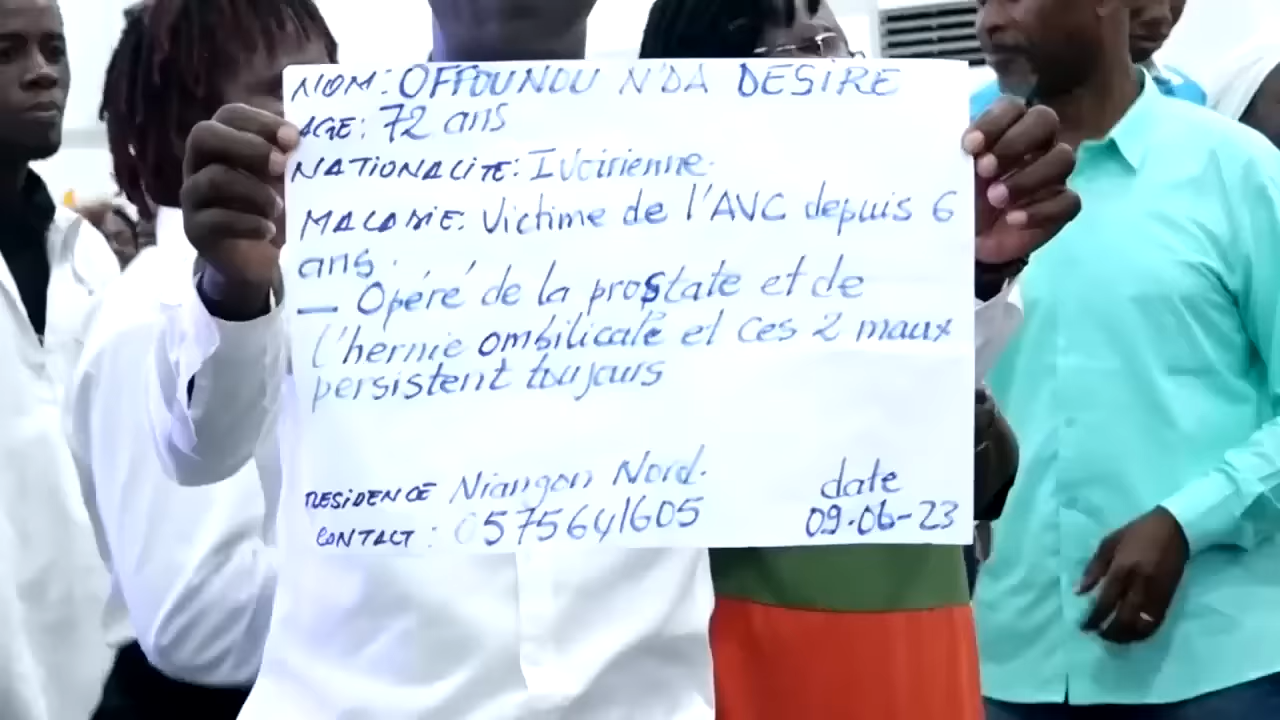 NOM: OFFOUNOU N'DA DESIRE
AGE: 72 ans
NATIONALITE: Ivoirienne.
MALADIE: Victime de l'AVC depuis 6
ans.
— Opéré de la prostate et de
l'hernie ombilicale et ces 2 maux
persistent toujours
RESIDENCE Niangon Nord.
CONTACT: 0575641605
date
09-06-23